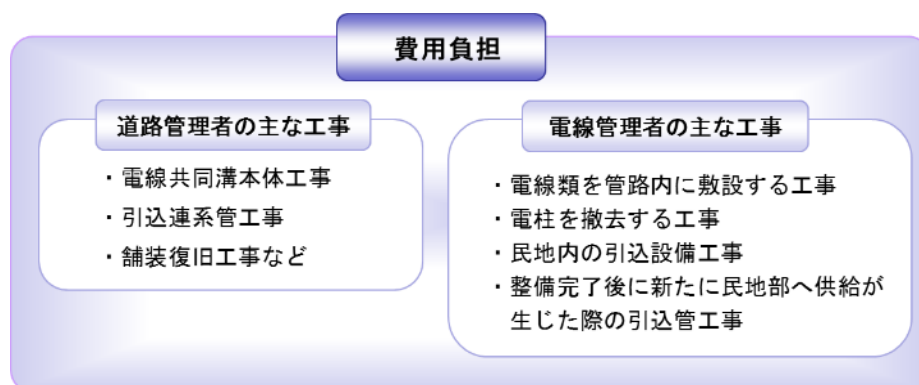 費用負担
道路管理者の主な工事
・電線共同溝本体工事
・引込連系管工事
・舗装復旧工事など
電線管理者の主な工事
・電線類を管路内に敷設する工事
・電柱を撤去する工事
・民地内の引込設備工事
・整備完了後に新たに民地部へ供給が
生じた際の引込管工事